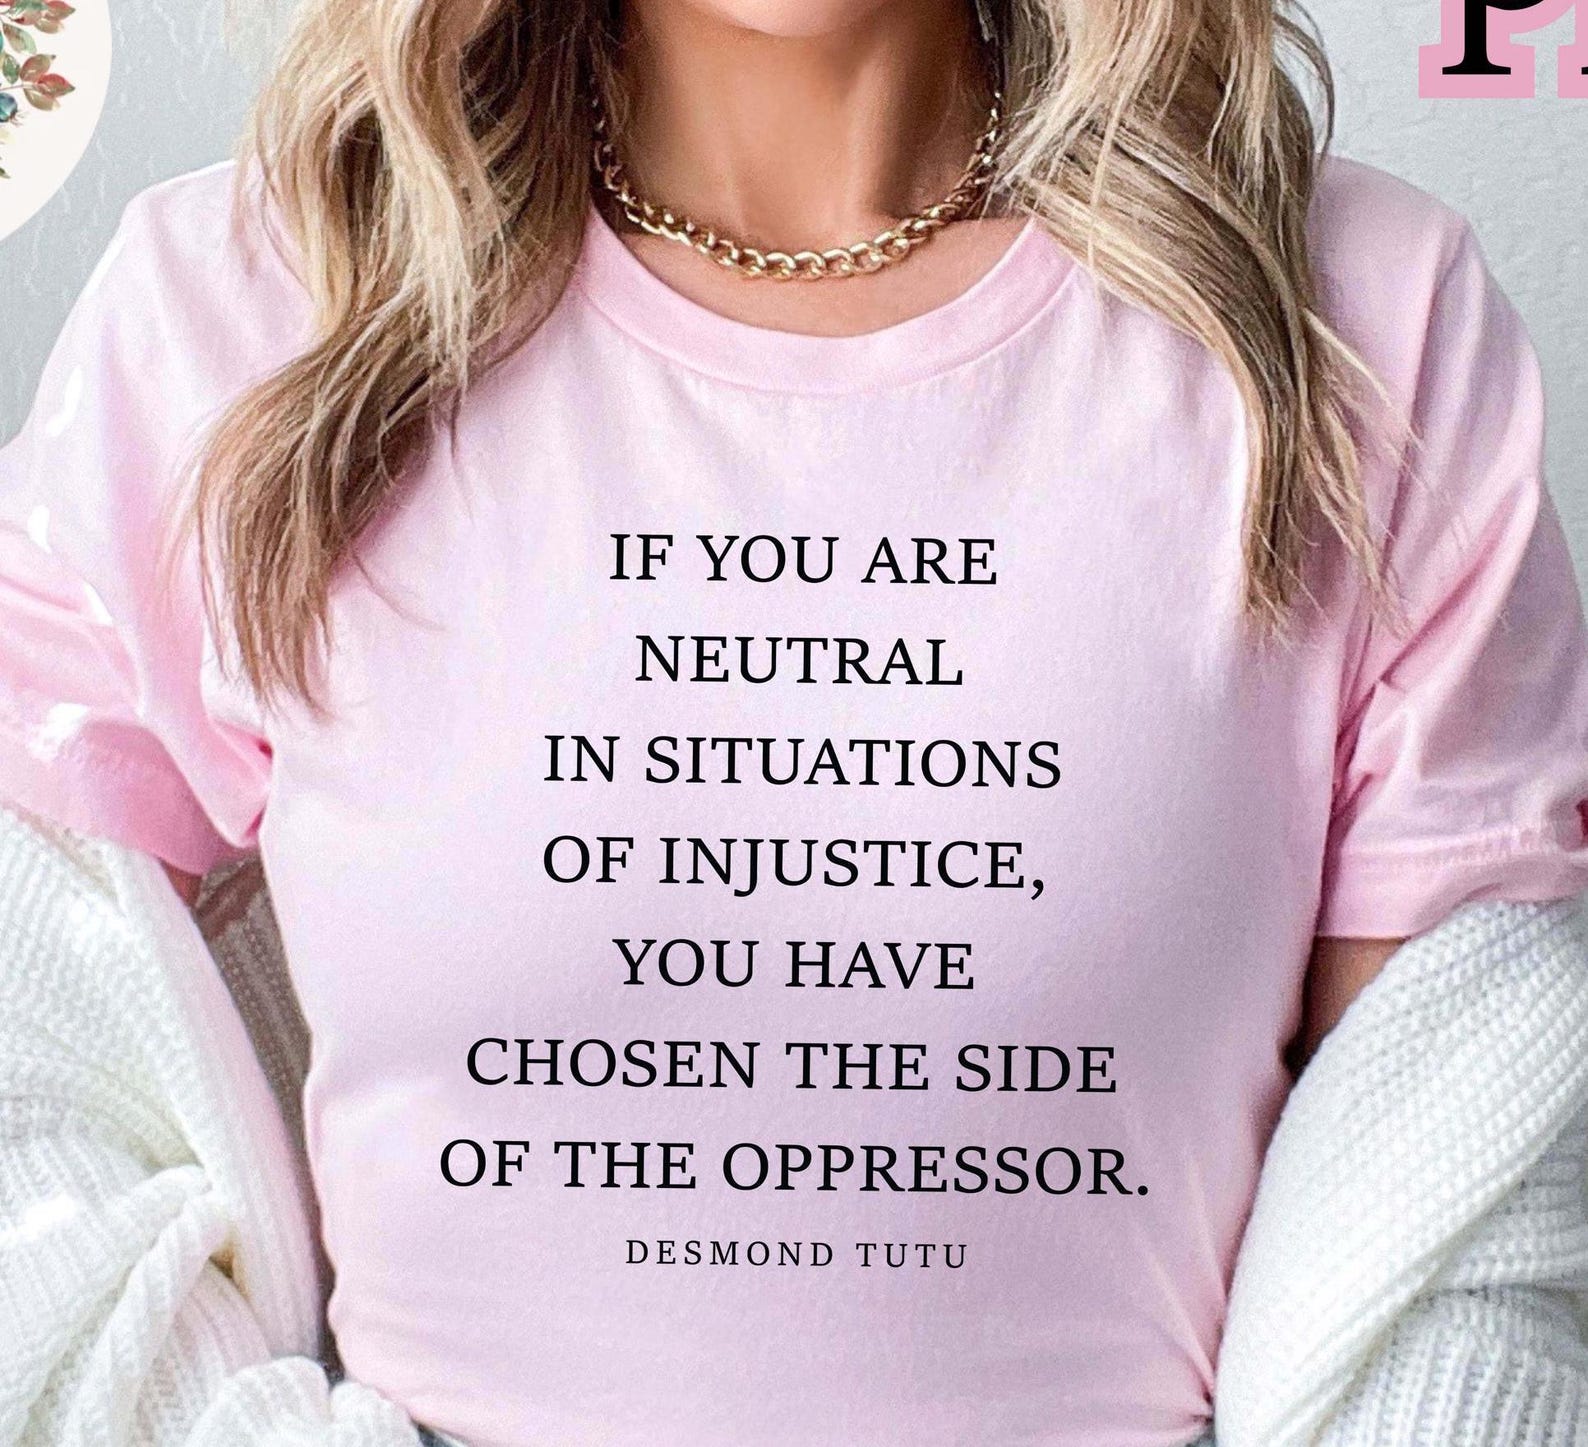 IF YOU ARE
NEUTRAL
IN SITUATIONS
OF INJUSTICE,
YOU HAVE
CHOSEN THE SIDE
OF THE OPPRESSOR.
DESMOND TUTU